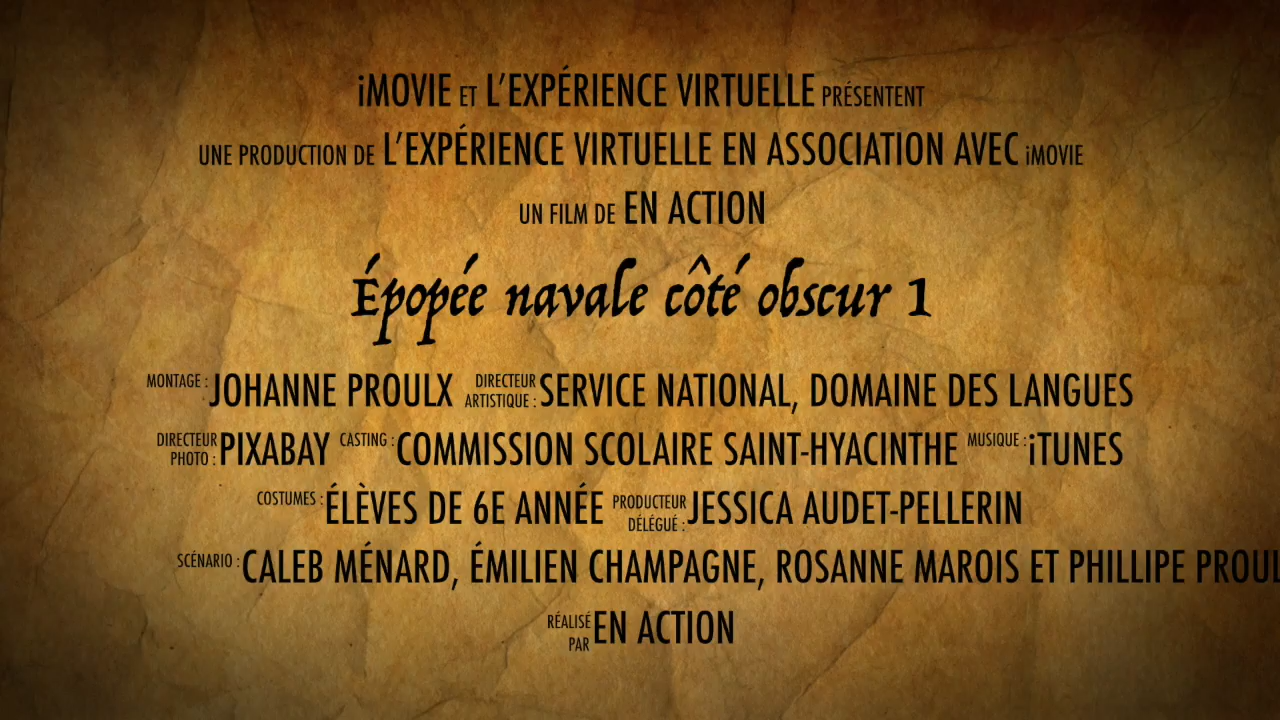 iMOVIE ET L'EXPÉRIENCE VIRTUELLE PRÉSENTENT
UNE PRODUCTION DE L'EXPÉRIENCE VIRTUELLE EN ASSOCIATION AVEC iMOVIE
UN FILM DE EN ACTION
Épopée navale côté obscur 1
MONTAGE : JOHANNE PROULX DIRECTEUR ARTISTIQUE : SERVICE NATIONAL, DOMAINE DES LANGUES
DIRECTEUR PHOTO : PIXABAY CASTING : COMMISSION SCOLAIRE SAINT-HYACINTHE MUSIQUE : iTUNES
COSTUMES : ÉLÈVES DE 6E ANNÉE PRODUCTEUR DÉLÉGUÉ : JESSICA AUDET-PELLERIN
SCÉNARIO : CALEB MÉNARD, ÉMILIEN CHAMPAGNE, ROSANNE MAROIS ET PHILLIPE
RÉALISÉ PAR EN ACTION